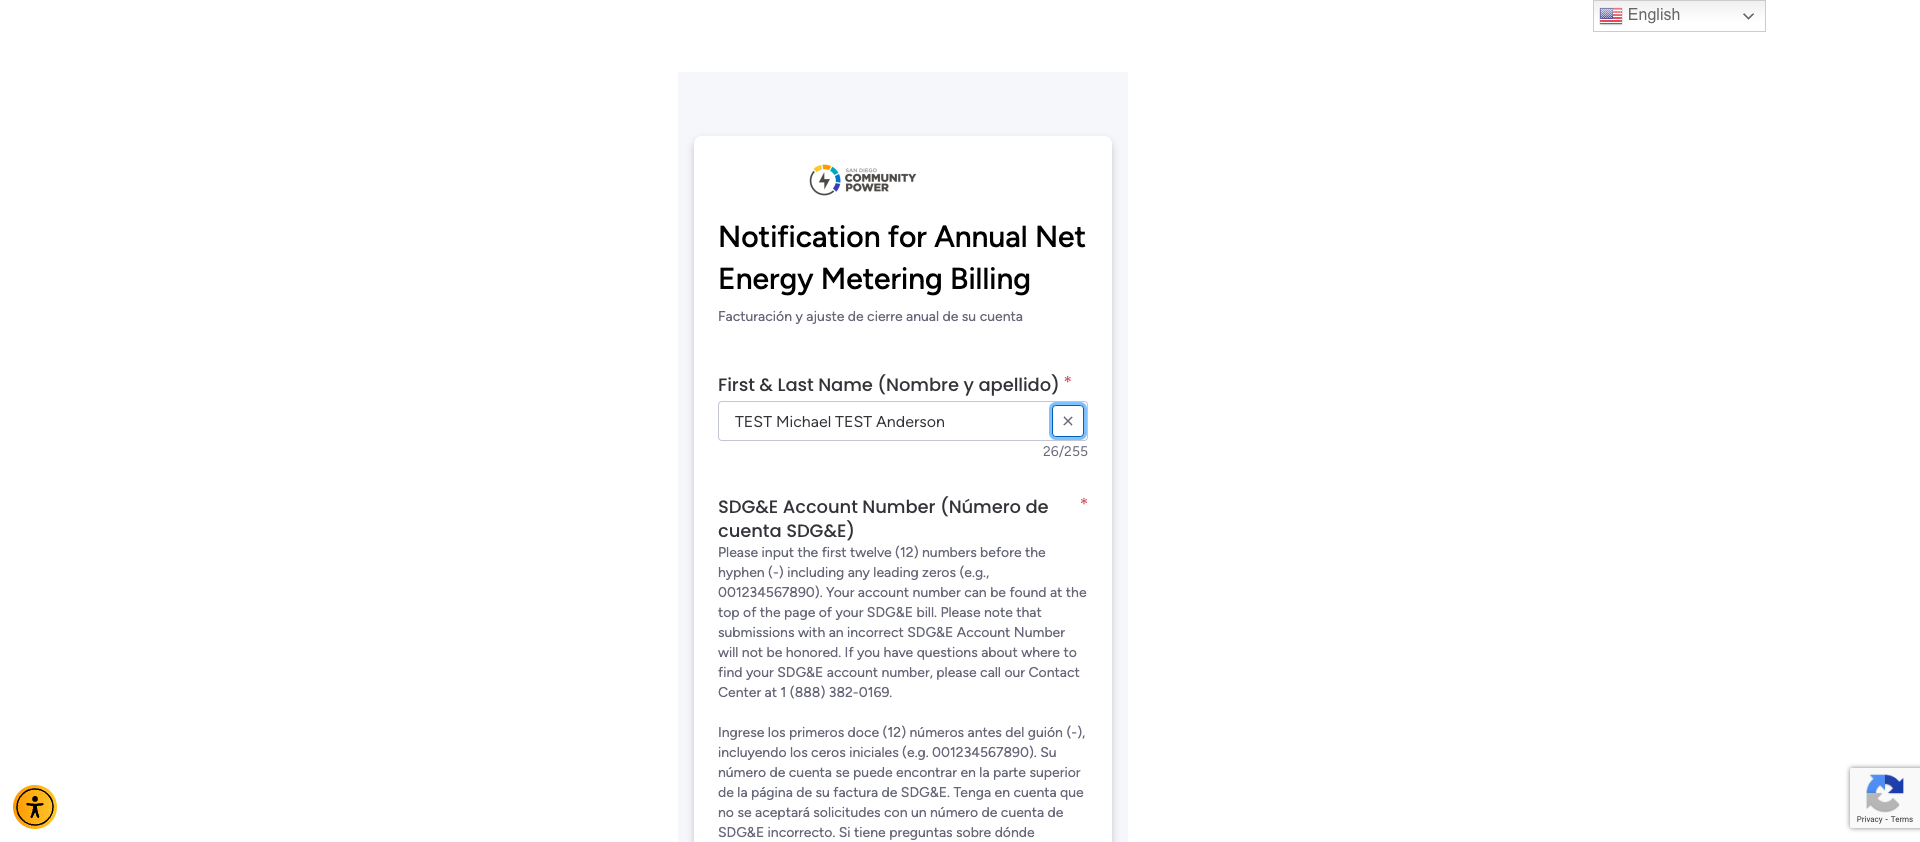 English
SAN DIEGO
COMMUNITY
POWER
Notification for Annual Net
Energy Metering Billing
Facturación y ajuste de cierre anual de su cuenta
First & Last Name (Nombre y apellido) *
TEST Michael TEST Anderson
26/255
SDG&E Account Number (Número de *
cuenta SDG&E)
Please input the first twelve (12) numbers before the
hyphen (-) including any leading zeros (e.g.,
001234567890). Your account number can be found at the
top of the page of your SDG&E bill. Please note that
submissions with an incorrect SDG&E Account Number
will not be honored. If you have questions about where to
find your SDG&E account number, please call our Contact
Center at 1 (888) 382-0169.
Ingrese los primeros doce (12) números antes del guión (-),
incluyendo los ceros iniciales (e.g. 001234567890). Su
número de cuenta se puede encontrar en la parte superior
de la página de su factura de SDG&E. Tenga en cuenta que
no se aceptará solicitudes con un número de cuenta de
SDG&E incorrecto. Si tiene preguntas sobre dónde
Privacy - Terms